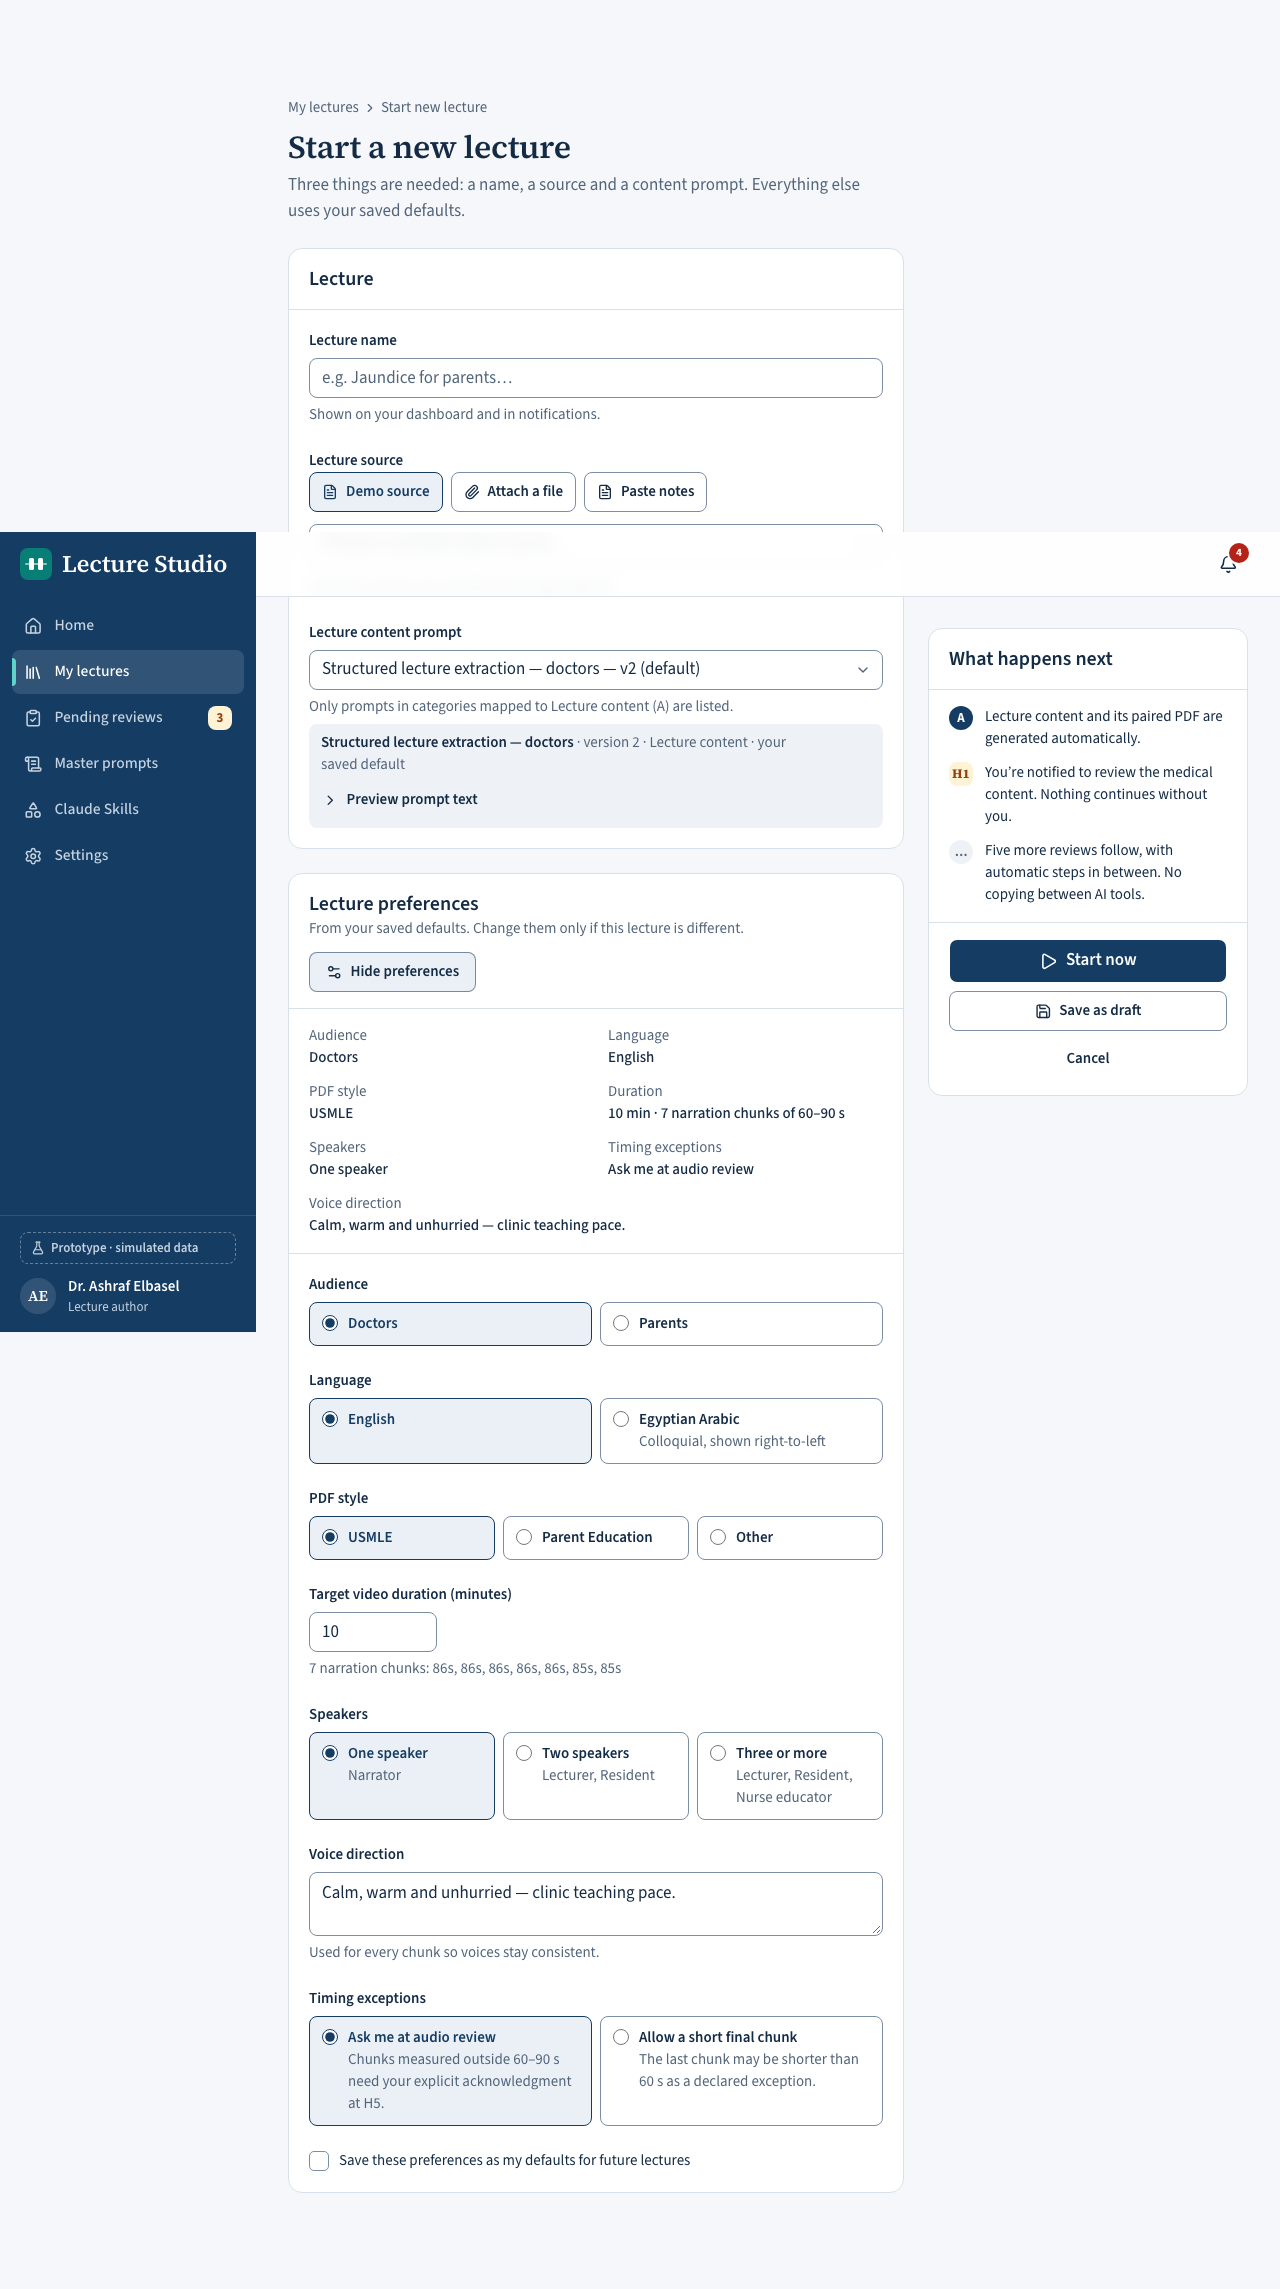 My lectures > Start new lecture
Start a new lecture
Three things are needed: a name, a source and a content prompt. Everything else
uses your saved defaults.
Lecture
Lecture name
e.g. Jaundice for parents…
Shown on your dashboard and in notifications.
Lecture source
Demo source
Attach a file
Paste notes
Lecture Studio
4
Home
My lectures
Pending reviews
3
Master prompts
Claude Skills
Settings
Prototype · simulated data
AE
Dr. Ashraf Elbasel
Lecture author
Lecture content prompt
Structured lecture extraction — doctors — v2 (default)
Only prompts in categories mapped to Lecture content (A) are listed.
Structured lecture extraction — doctors · version 2 · Lecture content · your
saved default
Preview prompt text
What happens next
A
Lecture content and its paired PDF are
generated automatically.
H1
You’re notified to review the medical
content. Nothing continues without
you.
…
Five more reviews follow, with
automatic steps in between. No
copying between AI tools.
Start now
Save as draft
Cancel
Lecture preferences
From your saved defaults. Change them only if this lecture is different.
Hide preferences
Audience
Doctors
Language
English
PDF style
USMLE
Duration
10 min · 7 narration chunks of 60–90 s
Speakers
One speaker
Timing exceptions
Ask me at audio review
Voice direction
Calm, warm and unhurried — clinic teaching pace.
Audience
Doctors
Parents
Language
English
Egyptian Arabic
Colloquial, shown right-to-left
PDF style
USMLE
Parent Education
Other
Target video duration (minutes)
10
7 narration chunks: 86s, 86s, 86s, 86s, 86s, 85s, 85s
Speakers
One speaker
Narrator
Two speakers
Lecturer, Resident
Three or more
Lecturer, Resident,
Nurse educator
Voice direction
Calm, warm and unhurried — clinic teaching pace.
Used for every chunk so voices stay consistent.
Timing exceptions
Ask me at audio review
Chunks measured outside 60–90 s
need your explicit acknowledgment
at H5.
Allow a short final chunk
The last chunk may be shorter than
60 s as a declared exception.
Save these preferences as my defaults for future lectures